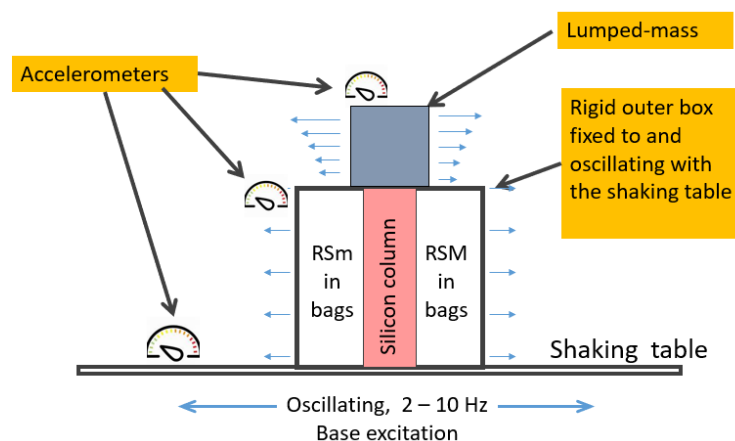 Lumped-mass
Accelerometers
Rigid outer box
fixed to and
oscillating with
the shaking table
RSm
in
bags
Silicon column
RSM
in
bags
Shaking table
Oscillating, 2 – 10 Hz
Base excitation